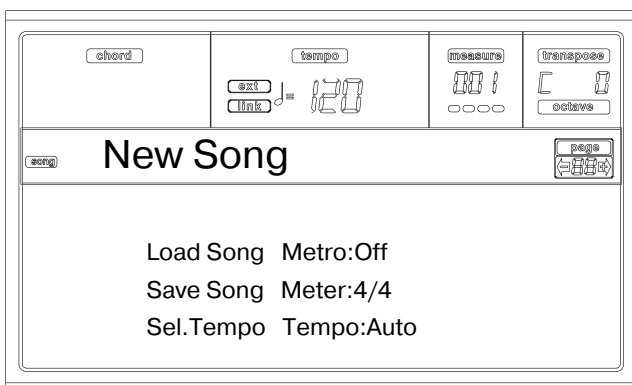 chord tempo measure transpose
ext
link ♩= 120 001 C 0
octave
song New Song page
88
Load Song Metro:Off
Save Song Meter:4/4
Sel.Tempo Tempo:Auto